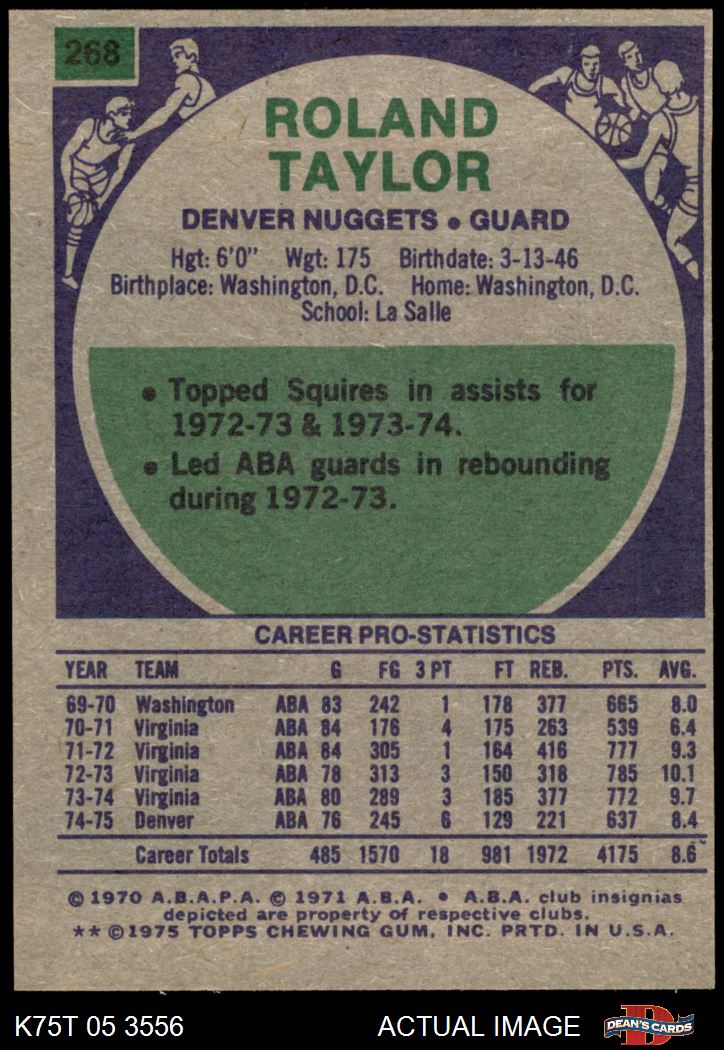 268
ROLAND
TAYLOR
DENVER NUGGETS • GUARD
Hgt: 6'0" Wgt: 175 Birthdate: 3-13-46
Birthplace: Washington, D.C. Home: Washington, D.C.
School: La Salle
• Topped Squires in assists for
1972-73 & 1973-74.
• Led ABA guards in rebounding
during 1972-73.
CAREER PRO-STATISTICS
YEAR TEAM G FG 3 PT FT REB. PTS. AVG.
69-70 Washington ABA 83 242 1 178 377 665 8.0
70-71 Virginia ABA 84 176 4 175 263 539 6.4
71-72 Virginia ABA 84 305 1 164 416 777 9.3
72-73 Virginia ABA 78 313 3 150 318 785 10.1
73-74 Virginia ABA 80 289 3 185 377 772 9.7
74-75 Denver ABA 76 245 6 129 221 637 8.4
Career Totals 485 1570 18 981 1972 4175 8.6
© 1970 A.B.A.P.A. © 1971 A.B.A. • A.B.A. club insignias
depicted are property of respective clubs.
** © 1975 TOPPS CHEWING GUM, INC. PRTD. IN U.S.A.
K75T 05 3556 ACTUAL IMAGE DEAN'S CARDS